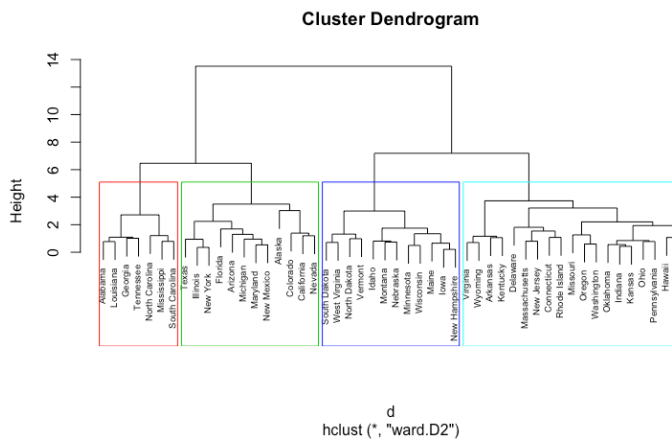 Cluster Dendrogram
Height
14
12
8
6
4
2
0
Alabama
Louisiana
Georgia
Tennessee
North Carolina
Mississippi
South Carolina
Texas
Illinois
New York
Florida
Arizona
Michigan
Maryland
New Mexico
Alaska
Colorado
California
Nevada
South Dakota
West Virginia
North Dakota
Vermont
Idaho
Montana
Nebraska
Minnesota
Wisconsin
Maine
Iowa
New Hampshire
Virginia
Wyoming
Arkansas
Kentucky
Delaware
Massachusetts
New Jersey
Connecticut
Rhode Island
Missouri
Oregon
Washington
Oklahoma
Indiana
Kansas
Ohio
Pennsylvania
Hawaii
d
hclust (*, "ward.D2")